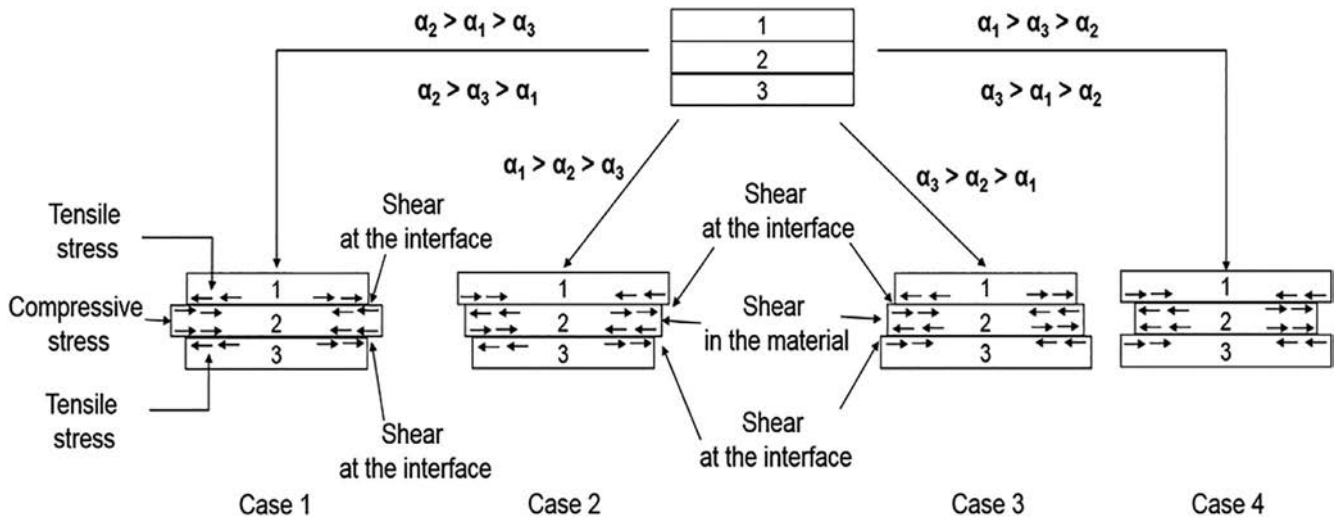 α₂ > α₁ > α₃
α₂ > α₃ > α₁
1
2
3
α₁ > α₃ > α₂
α₃ > α₁ > α₂
α₁ > α₂ > α₃
α₃ > α₂ > α₁
Tensile
stress
Compressive
stress
Tensile
stress
Shear
at the interface
1
2
3
Shear
at the interface
Case 1
1
2
3
Case 2
Shear
at the interface
Shear
in the material
Shear
at the interface
1
2
3
Case 3
1
2
3
Case 4